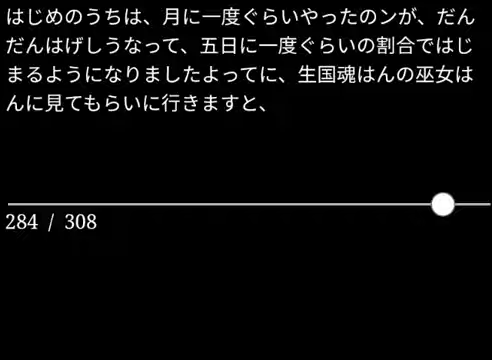 はじめのうちは、月に一度ぐらいやったのンが、だん
だんはげしうなって、五日に一度ぐらいの割合ではじ
まるようになりましたよってに、生国魂はんの巫女は
んに見てもらいに行きますと、
284 / 308